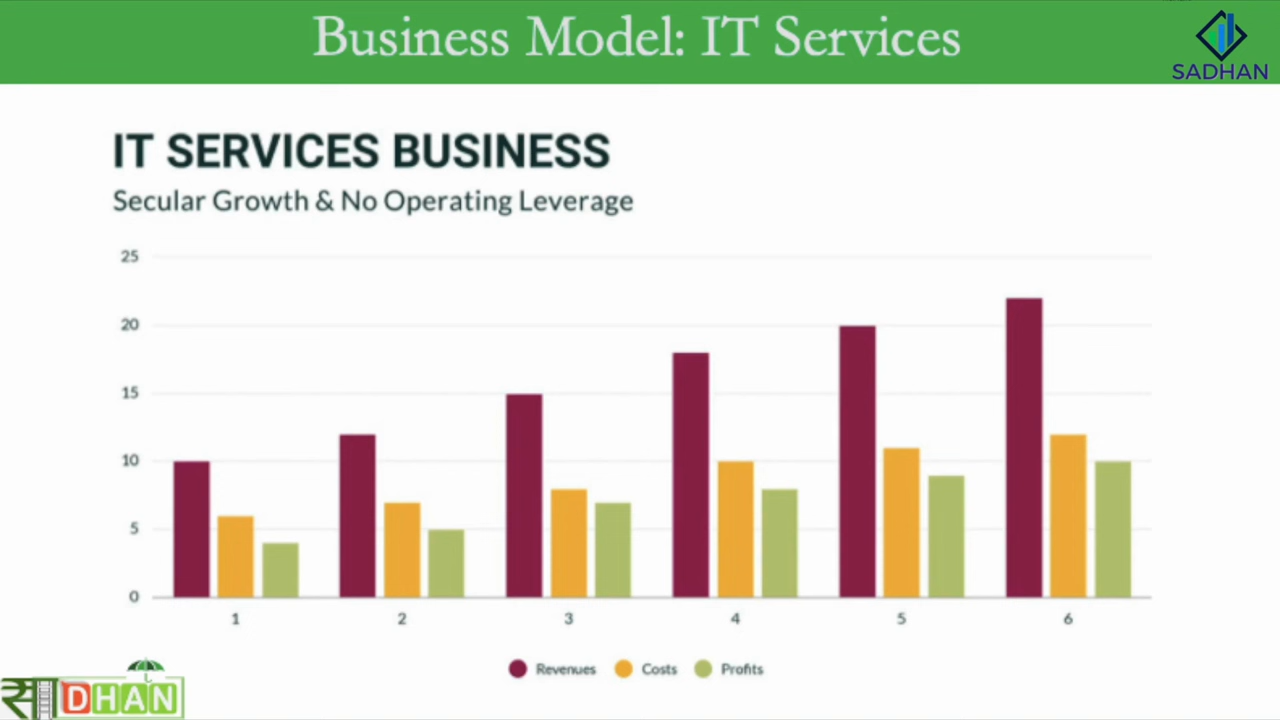 Business Model: IT Services
SADHAN
IT SERVICES BUSINESS
Secular Growth & No Operating Leverage
25
20
15
10
5
0
1 2 3 4 5 6
Revenues Costs Profits
साDHAN